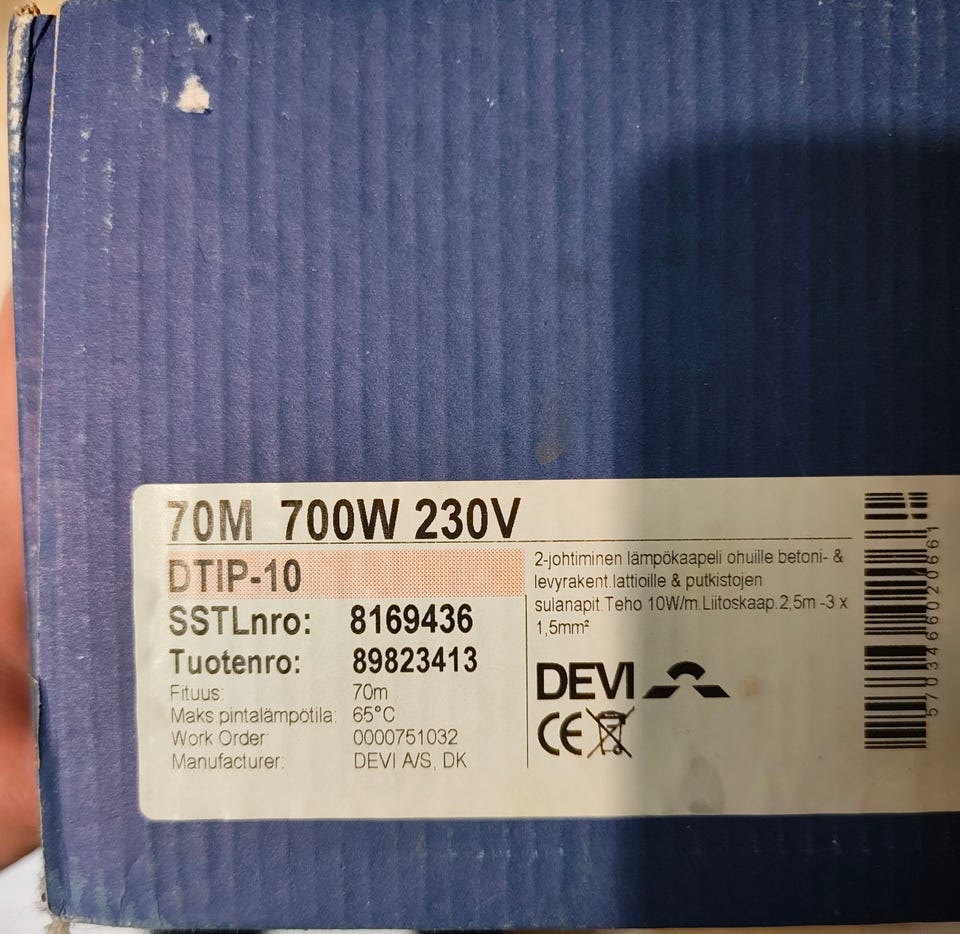 70M 700W 230V
DTIP-10
SSTLnro: 8169436
Tuotenro: 89823413
Fituus: 70m
Maks pintalämpötila: 65°C
Work Order: 0000751032
Manufacturer: DEVI A/S, DK
2-johtiminen lämpökaapeli ohuille betoni- &
levyrakent.lattioille & putkistojen
sulanapit.Teho 10W/m.Liitoskaap.2,5m -3 x
1,5mm²
DEVI
CE
5703466020661